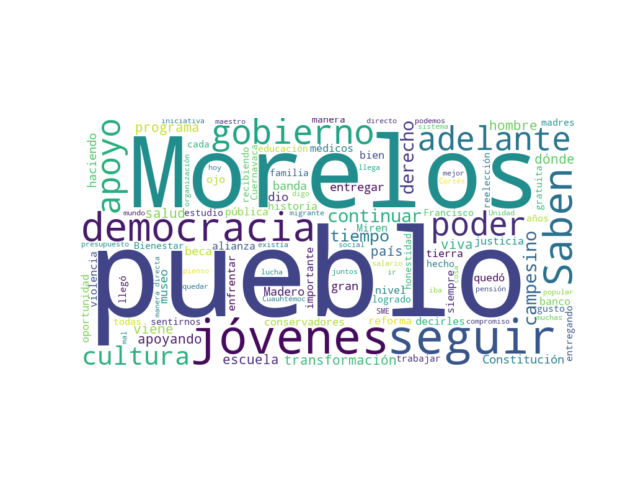 iniciativa maestro manera directo podemos
programa gobierno hombre madres
sistema
apoyo Morelos derecho adelante
haciendo cada médicos dónde
educación bien
hoy recibiendo Cuernavaca familia llega mejor gratuita
organización ojo banda entregar Cortes reelección Saben
dio
mundo salud estudio pública historia digo migrante continuar Francisco Unidad años
democracia tiempo Miren viva poder campesino
presupuesto Bienestar alianza existía social país tierra justicia
oportunidad violencia pueblo honestidad
beca enfrentar importante
manera directa museo pienso lucha juntos salario ir nivel siempre quedó toda
llegó quedar Madero gran logrado iba pensión popular
Cuauhtémoc SME banco
todas sentirnos conservadores reforma decirles compromiso gusto muchas
viene jóvenes seguir
mal apoyando entregando
cultura escuela transformación trabajar Constitución